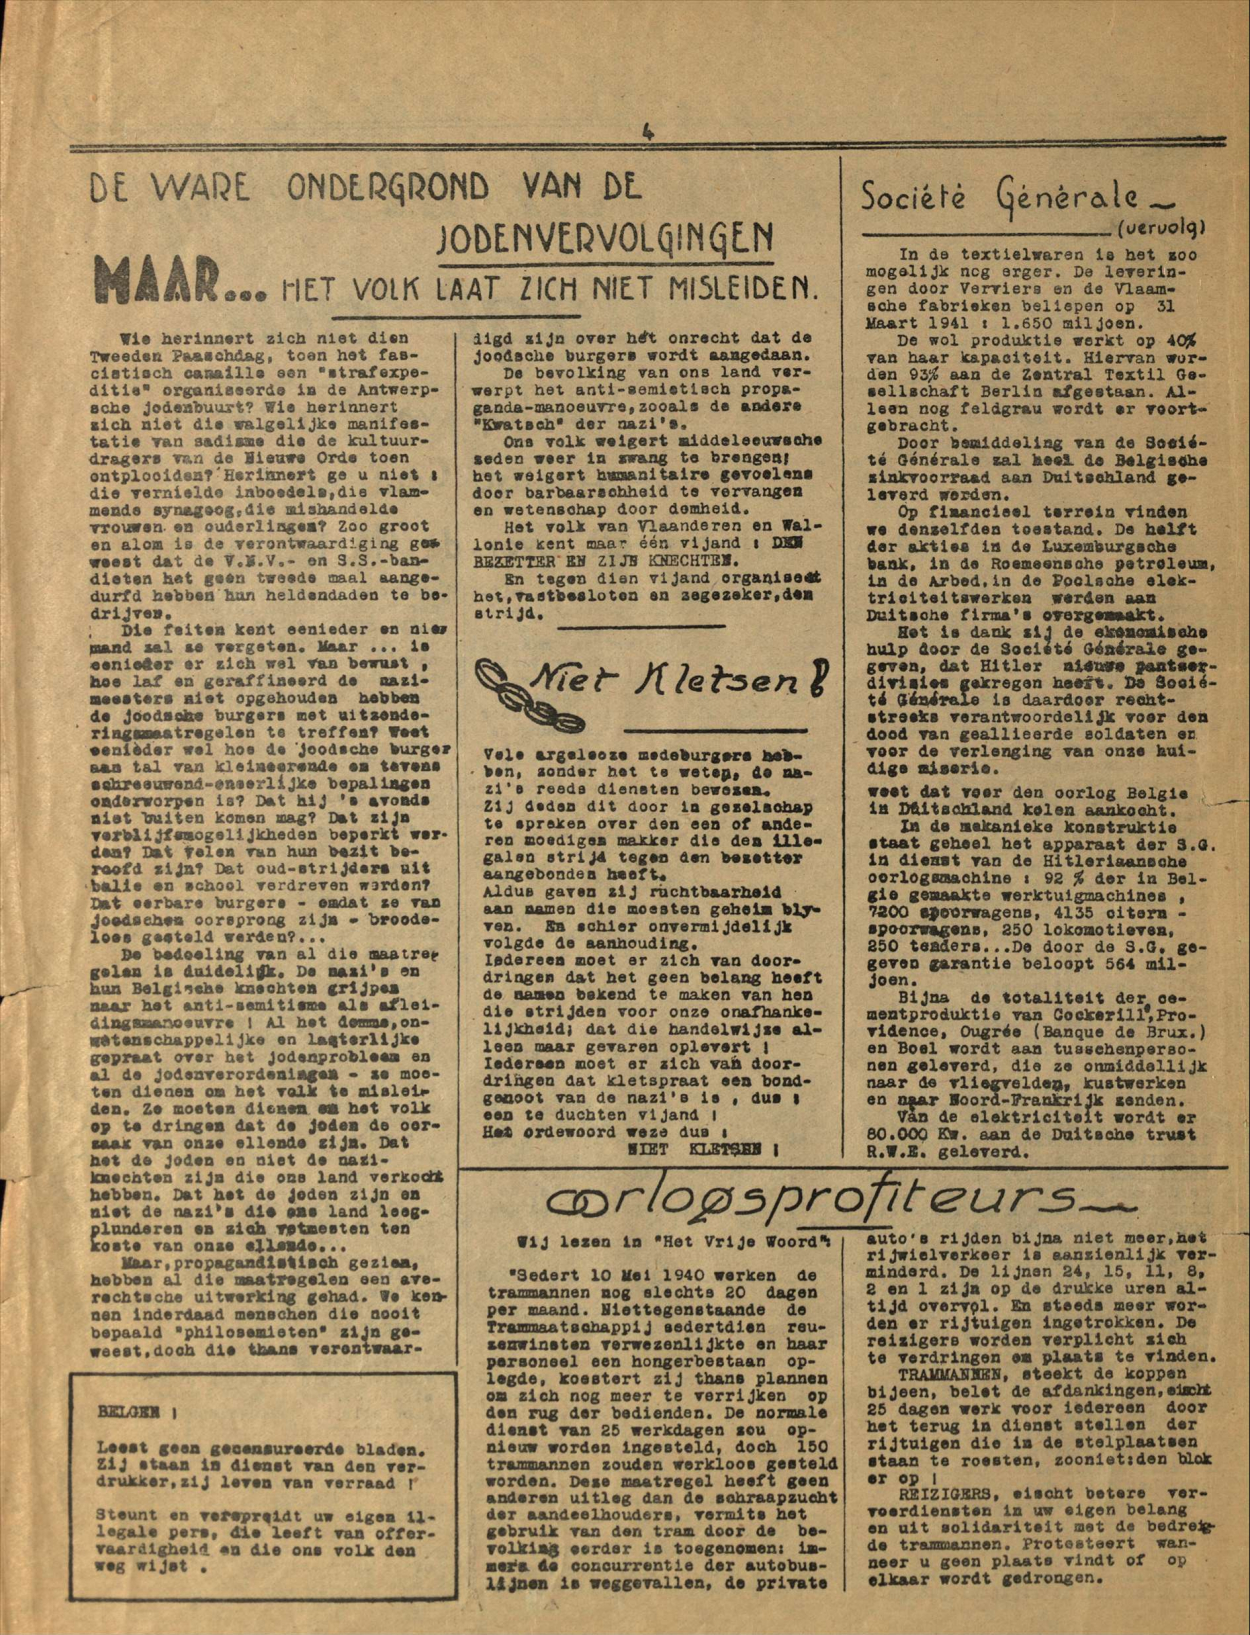 4
DE WARE ONDERGROND VAN DE
JODENVERVOLGINGEN
MAAR... HET VOLK LAAT ZICH NIET MISLEIDEN.
Wie herinnert zich niet dien
Tweeden Paaschdag, toen het fas-
cistisch canaille een "strafexpe-
ditie" organiseerde in de Antwerp-
sche jodenbuurt? Wie herinnert
zich niet die walgelijke manifes-
tatie van sadisme die de kultuur-
dragers van de Nieuwe Orde toen
ontplooiden? Herinnert ge u niet :
die vernielde inboedels,die vlam-
mende synagoog,die mishandelde
vrouwen en ouderlingen? Zoo groot
en alom is de verontwaardiging ge-
weest dat de V.N.V.- en S.S.-ban-
dieten het geen tweede maal aange-
durfd hebben hun heldendaden te be-
drijven.
Die feiten kent eenieder en nie-
mand zal ze vergeten. Maar ... is
eenieder er zich wel van bewust ,
hoe laf en geraffineerd de nazi-
meesters niet opgehouden hebben
de joodsche burgers met uitzonde-
ringsmaatregelen te treffen? Weet
eenieder wel hoe de joodsche burger
aan tal van kleineerende en tevens
schreeuwend-oneerlijke bepalingen
onderworpen is? Dat hij 's avonds
niet buiten komen mag? Dat zijn
verblijfsmogelijkheden beperkt wer-
den? Dat velen van hun bezit be-
roofd zijn? Dat oud-strijders uit
balie en school verdreven werden?
Dat eerbare burgers - omdat ze van
joodschen oorsprong zijn - broode-
loos gesteld werden?...
De bedoeling van al die maatre-
gelen is duidelijk. De nazi's en
hun Belgische knechten grijpen
naar het anti-semitisme als aflei-
dingsmanoeuvre ! Al het domme,on-
wetenschappelijke en lasterlijke
gepraat over het jodenprobleem en
al de jodenverordeningen - ze moe-
ten dienen om het volk te mislei-
den. Ze moeten dienen om het volk
op te dringen dat de joden de oor-
zaak van onze ellende zijn. Dat
het de joden en niet de nazi-
knechten zijn die ons land verkocht
hebben. Dat het de joden zijn en
niet de nazi's die ons land leeg-
plunderen en zich vetmesten ten
koste van onze ellende...
Maar,propagandistisch gezien,
hebben al die maatregelen een ave-
rechtsche uitwerking gehad. We ken-
nen inderdaad menschen die nooit
bepaald "philosemieten" zijn ge-
weest,doch die thans verontwaar-
BELGEN !
Leest geen gecensureerde bladen.
Zij staan in dienst van den ver-
drukker,zij leven van verraad !
Steunt en verspreidt uw eigen il-
legale pers, die leeft van offer-
vaardigheid en die ons volk den
weg wijst .
digd zijn over het onrecht dat de
joodsche burgers wordt aangedaan.
De bevolking van ons land ver-
werpt het anti-semistisch propa-
ganda-manoeuvre,zooals de andere
"Kwatsch" der nazi's.
Ons volk weigert middeleeuwsche
seden weer in zwang te brengen;
het weigert humanitaire gevoelens
door barbaarschheid te vervangen
en wetenschap door domheid.
Het volk van Vlaanderen en Wal-
lonie kent maar één vijand : DEN
BEZETTER EN ZIJN KNECHTEN.
En tegen dien vijand organiseert
het,vastbesloten en zegezeker,den
strijd.
Niet Kletsen!
Vele argelooze medeburgers heb-
ben, zonder het te weten, de na-
zi's reeds diensten bewezen.
Zij deden dit door in gezelschap
te spreken over den een of ande-
ren moedigen makker die den ille-
galen strijd tegen den bezetter
aangebonden heeft.
Aldus gaven zij ruchtbaarheid
aan namen die moesten geheim bly-
ven. En schier onvermijdelijk
volgde de aanhouding.
Iedereen moet er zich van door-
dringen dat het geen belang heeft
de namen bekend te maken van hen
die strijden voor onze onafhanke-
lijkheid; dat die handelwijze al-
leen maar gevaren oplevert !
Iedereen moet er zich van door-
dringen dat kletspraat een bond-
genoot van de nazi's is , dus :
een te duchten vijand !
Het ordewoord weze dus :
NIET KLETSEN !
Société Générale
(vervolg)
In de textielwaren is het zoo
mogelijk nog erger. De leverin-
gen door Verviers en de Vlaam-
sche fabrieken beliepen op 31
Maart 1941 : 1.650 miljoen.
De wol produktie werkt op 40%
van haar kapaciteit. Hiervan wor-
den 93% aan de Zentral Textil Ge-
sellschaft Berlin afgestaan. Al-
leen nog feldgrau wordt er voort-
gebracht.
Door bemiddeling van de Socié-
té Générale zal heel de Belgische
zinkvoorraad aan Duitschland ge-
leverd worden.
Op financieel terrein vinden
we denzelfden toestand. De helft
der akties in de Luxemburgsche
bank, in de Roemeensche petroleum,
in de Arbed,in de Poolsche elek-
triciteitswerken werden aan
Duitsche firma's overgemaakt.
Het is dank zij de ekonomische
hulp door de Société Générale ge-
geven, dat Hitler nieuwe pantser-
divisies gekregen heeft. De Socié-
té Générale is daardoor recht-
streeks verantwoordelijk voor den
dood van geallieerde soldaten en
voor de verlenging van onze hui-
dige miserie.
weet dat voor den oorlog Belgie
in Duitschland kolen aankocht.
In de mekanieke konstruktie
staat geheel het apparaat der S.G.
in dienst van de Hitleriaansche
oorlogsmachine : 92 % der in Bel-
gie gemaakte werktuigmachines ,
7200 spoorwagens, 4135 citern -
spoorwagens, 250 lokomotieven,
250 tenders...De door de S.G. ge-
geven garantie beloopt 564 mil-
joen.
Bijna de totaliteit der ce-
mentproduktie van Cockerill,Pro-
vidence, Ougrée (Banque de Brux.)
en Boel wordt aan tusschenperso-
nen geleverd, die ze onmiddellijk
naar de vliegvelden, kustwerken
en naar Noord-Frankrijk zenden.
Van de elektriciteit wordt er
80.000 Kw. aan de Duitsche trust
R.W.E. geleverd.
oorlogsprofiteurs
Wij lezen in "Het Vrije Woord":
"Sedert 10 Mei 1940 werken de
trammannen nog slechts 20 dagen
per maand. Niettegenstaande de
Trammaatschappij sedertdien reu-
zenwinsten verwezenlijkte en haar
personeel een hongerbestaan op-
legde, koestert zij thans plannen
om zich nog meer te verrijken op
den rug der bedienden. De normale
dienst van 25 werkdagen zou op-
nieuw worden ingesteld, doch 150
trammannen zouden werkloos gesteld
worden. Deze maatregel heeft geen
anderen uitleg dan de schraapzucht
der aandeelhouders, vermits het
gebruik van den tram door de be-
volking eerder is toegenomen: im-
mers de concurrentie der autobus-
lijnen is weggevallen, de private
auto's rijden bijna niet meer,het
rijwielverkeer is aanzienlijk ver-
minderd. De lijnen 24, 15, 11, 8,
2 en 1 zijn op de drukke uren al-
tijd overvol. En steeds meer wor-
den er rijtuigen ingetrokken. De
reizigers worden verplicht zich
te verdringen om plaats te vinden.
TRAMMANNEN, steekt de koppen
bijeen, belet de afdankingen,eischt
25 dagen werk voor iedereen door
het terug in dienst stellen der
rijtuigen die in de stelplaatsen
staan te roesten, zooniet:den blok
er op !
REIZIGERS, eischt betere ver-
voerdiensten in uw eigen belang
en uit solidariteit met de bedreig-
de trammannen. Protesteert wan-
neer u geen plaats vindt of op
elkaar wordt gedrongen.